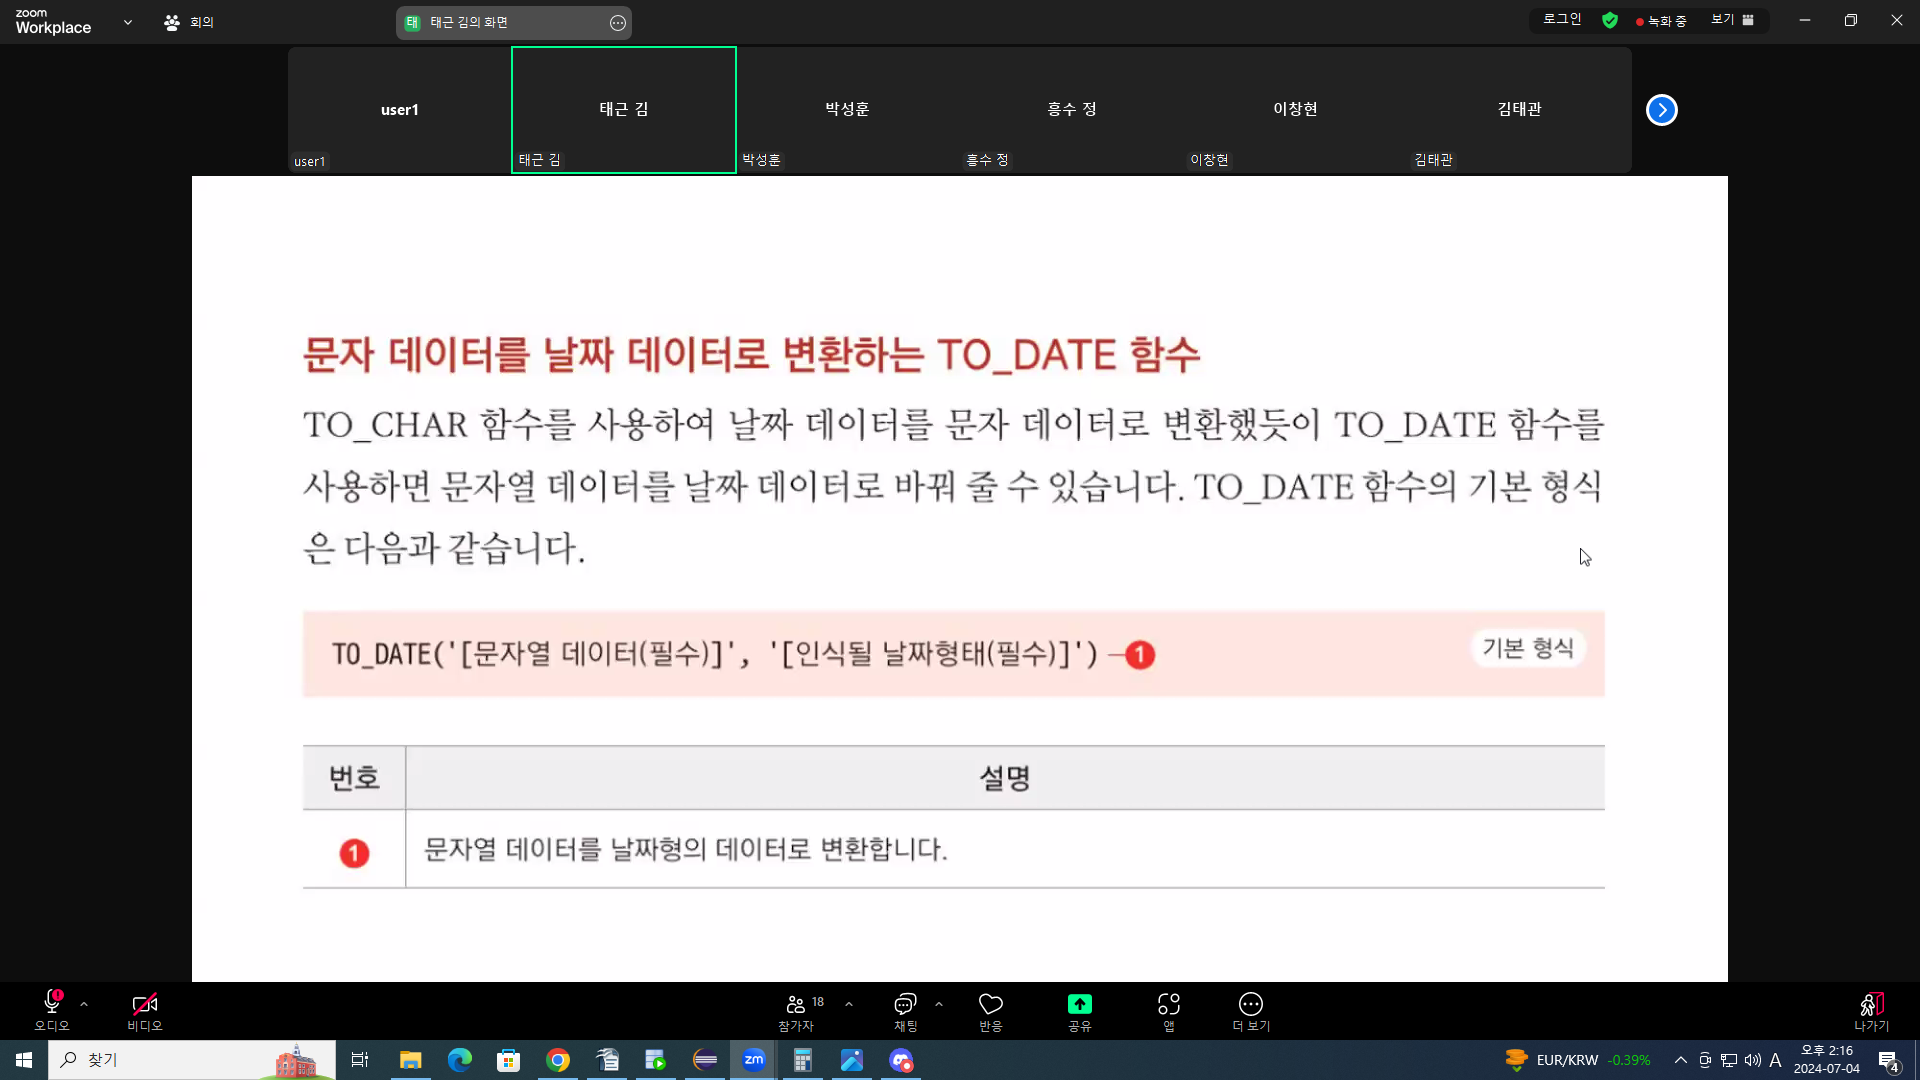 zoom
Workplace
회의
태 태근 김의 화면
로그인
녹화 중
보기
user1
태근 김
박성훈
흥수 정
이창현
김태관
user1
태근 김
박성훈
흥수 정
이창현
김태관
문자 데이터를 날짜 데이터로 변환하는 TO_DATE 함수
TO_CHAR 함수를 사용하여 날짜 데이터를 문자 데이터로 변환했듯이 TO_DATE 함수를
사용하면 문자열 데이터를 날짜 데이터로 바꿔 줄 수 있습니다. TO_DATE 함수의 기본 형식
은 다음과 같습니다.
TO_DATE('[문자열 데이터(필수)]', '[인식될 날짜형태(필수)]') 1
기본 형식
번호 설명
1 문자열 데이터를 날짜형의 데이터로 변환합니다.
오디오
비디오
18
참가자
채팅
반응
공유
앱
더 보기
나가기
찾기
zm
EUR/KRW -0.39%
A
오후 2:16
2024-07-04
4